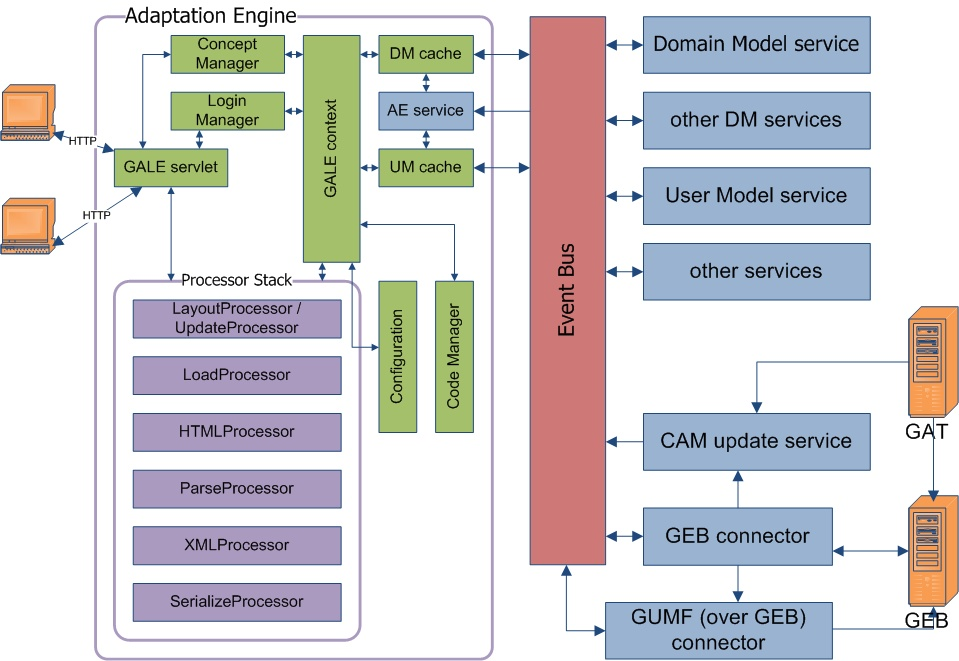 Adaptation Engine
Concept
Manager
Login
Manager
GALE servlet
HTTP
HTTP
GALE context
DM cache
AE service
UM cache
Processor Stack
LayoutProcessor /
UpdateProcessor
LoadProcessor
HTMLProcessor
ParseProcessor
XMLProcessor
SerializeProcessor
Configuration
Code Manager
Event Bus
Domain Model service
other DM services
User Model service
other services
CAM update service
GEB connector
GUMF (over GEB)
connector
GAT
GEB